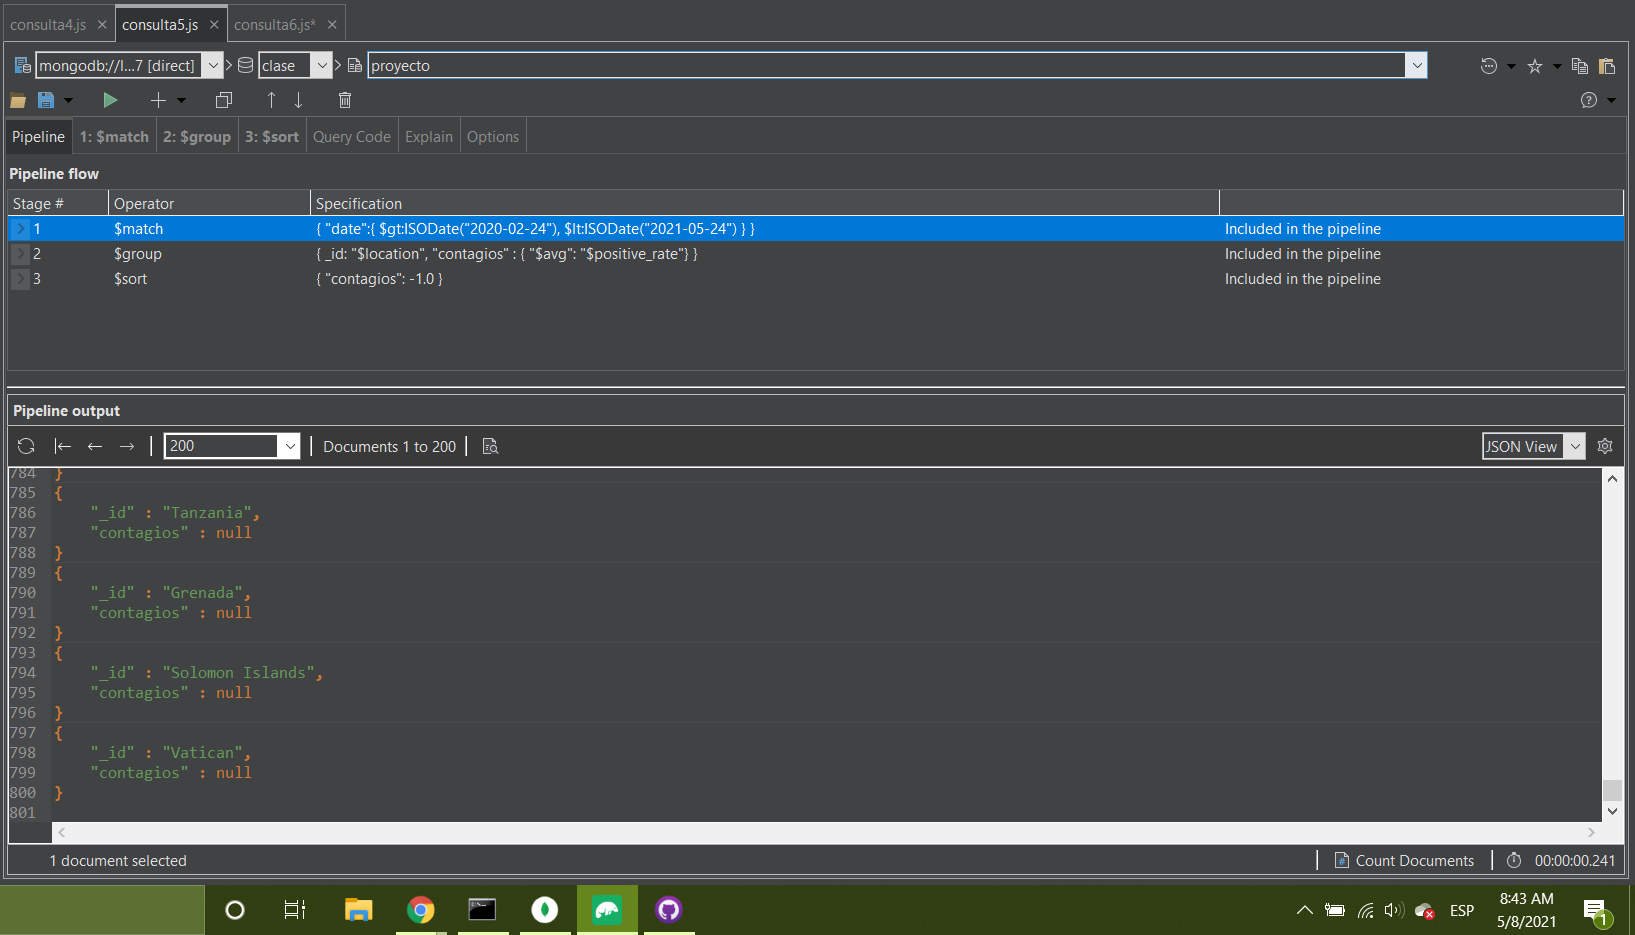 consulta4.js × consulta5.js × consulta6.js* ×
mongodb://l...7 [direct] clase proyecto
Pipeline 1: $match 2: $group 3: $sort Query Code Explain Options
Pipeline flow
Stage # Operator Specification
1 $match { "date":{ $gt:ISODate("2020-02-24"), $lt:ISODate("2021-05-24") } } Included in the pipeline
2 $group { _id: "$location", "contagios" : { "$avg": "$positive_rate"} } Included in the pipeline
3 $sort { "contagios": -1.0 } Included in the pipeline
Pipeline output
200 Documents 1 to 200 JSON View
784 }
785 {
786 "_id" : "Tanzania",
787 "contagios" : null
788 }
789 {
790 "_id" : "Grenada",
791 "contagios" : null
792 }
793 {
794 "_id" : "Solomon Islands",
795 "contagios" : null
796 }
797 {
798 "_id" : "Vatican",
799 "contagios" : null
800 }
801
1 document selected Count Documents 00:00:00.241
ESP 8:43 AM
5/8/2021 1